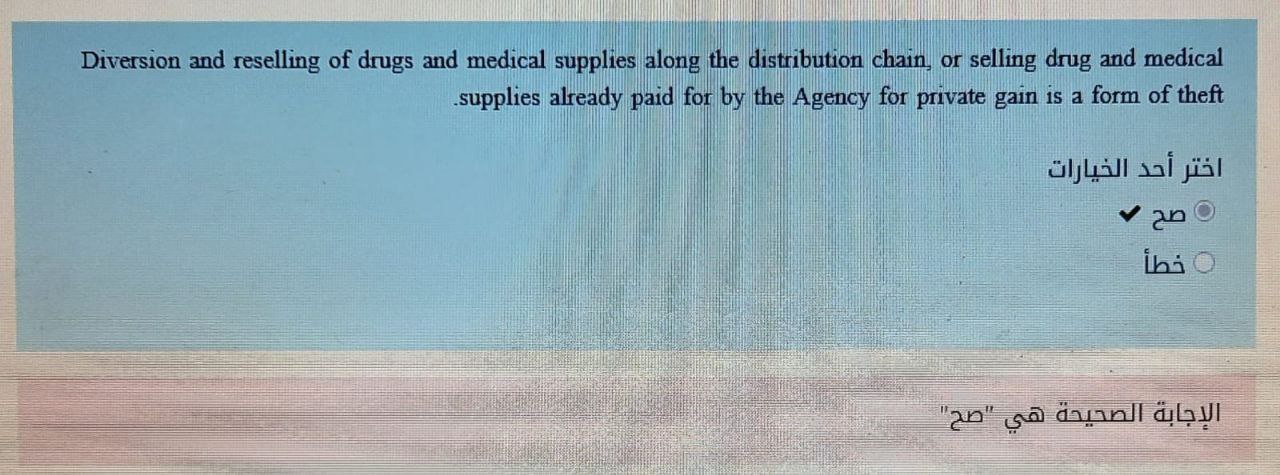 Diversion and reselling of drugs and medical supplies along the distribution chain, or selling drug and medical
.supplies already paid for by the Agency for private gain is a form of theft
اختر أحد الخيارات
صح ✔
خطأ
الإجابة الصحيحة هي "صح"